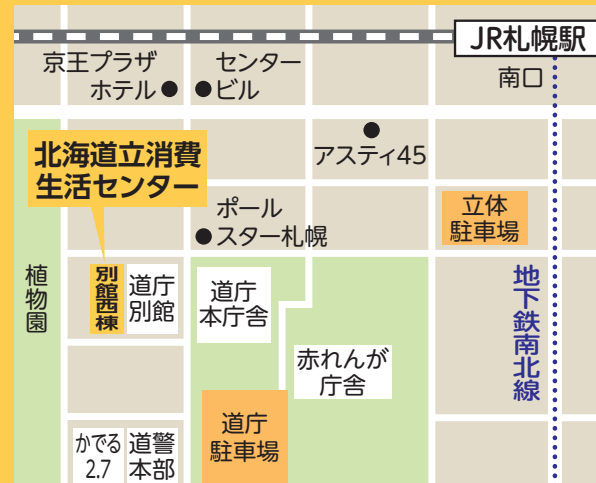 JR札幌駅
南口
京王プラザ
ホテル
センター
ビル
アスティ45
北海道立消費
生活センター
ポール
スター札幌
立体
駐車場
植物園
別館西棟
道庁
別館
道庁
本庁舎
地下鉄南北線
赤れんが
庁舎
道庁
駐車場
かでる
2.7
道警
本部